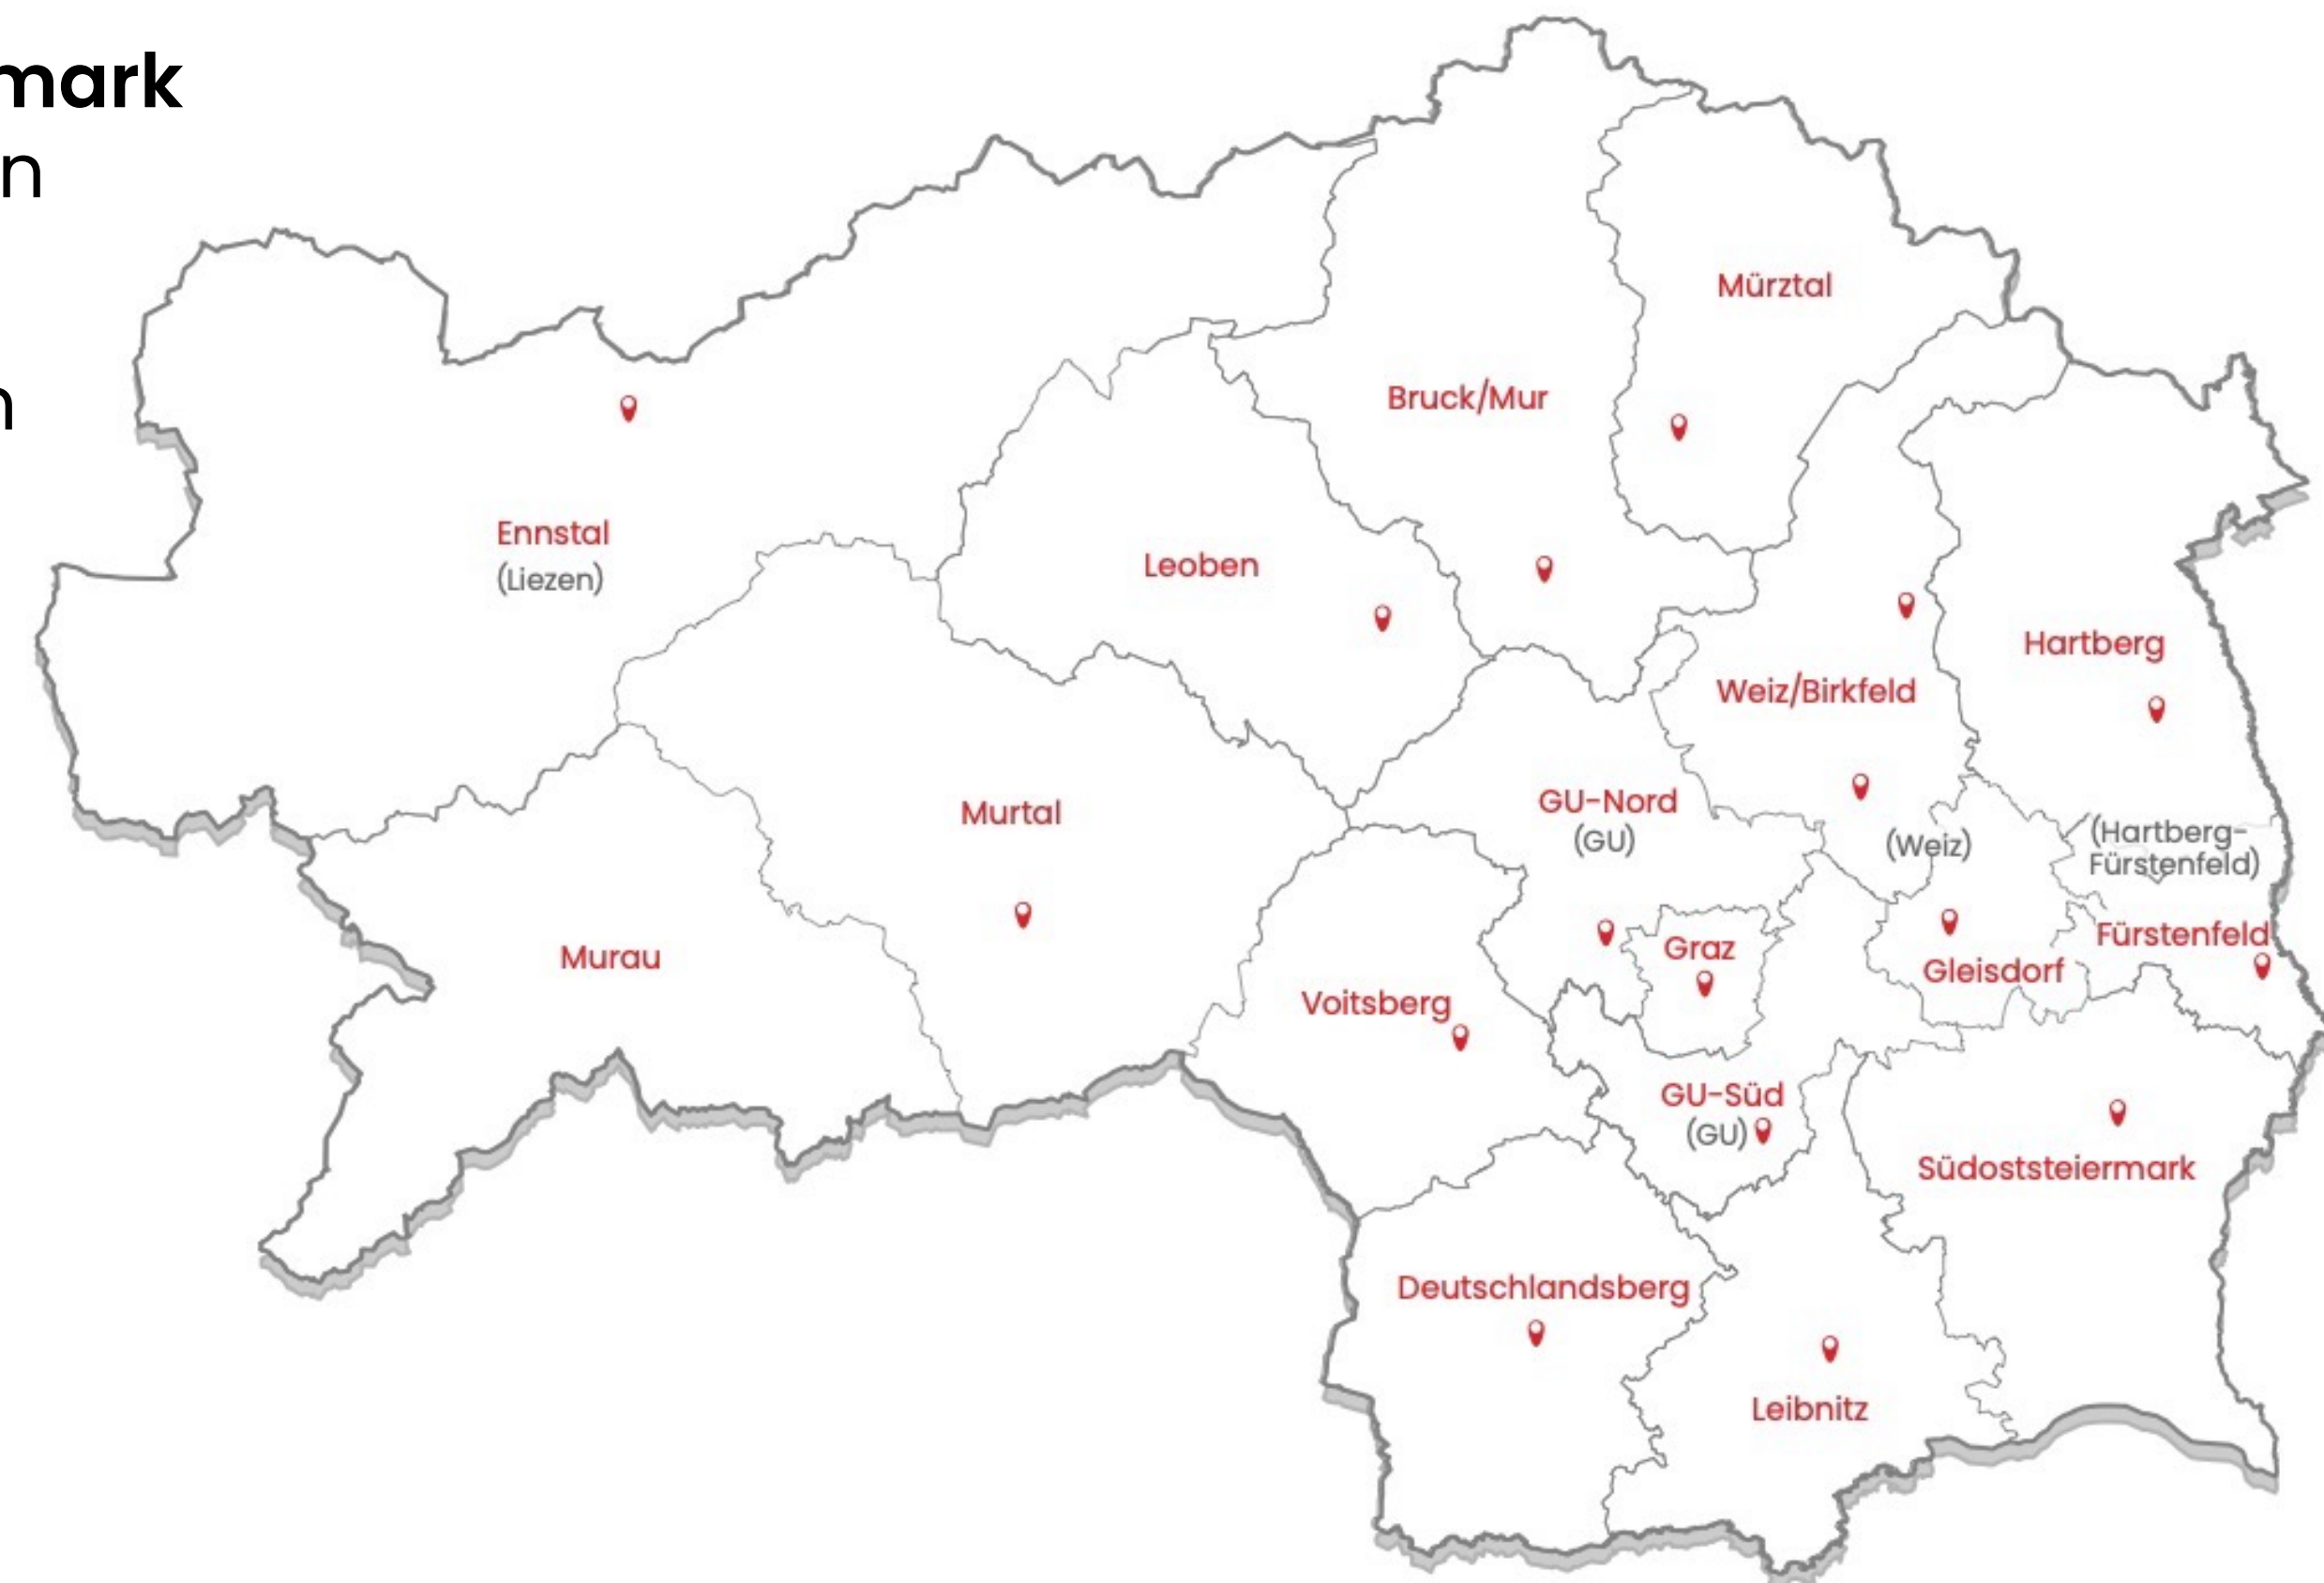 mark
n
n
Mürztal
Bruck/Mur
Ennstal
(Liezen)
Leoben
Hartberg
Weiz/Birkfeld
Murtal
GU-Nord
(GU)
(Weiz)
(Hartberg-
Fürstenfeld)
Murau
Graz
Fürstenfeld
Gleisdorf
Voitsberg
GU-Süd
(GU)
Südoststeiermark
Deutschlandsberg
Leibnitz